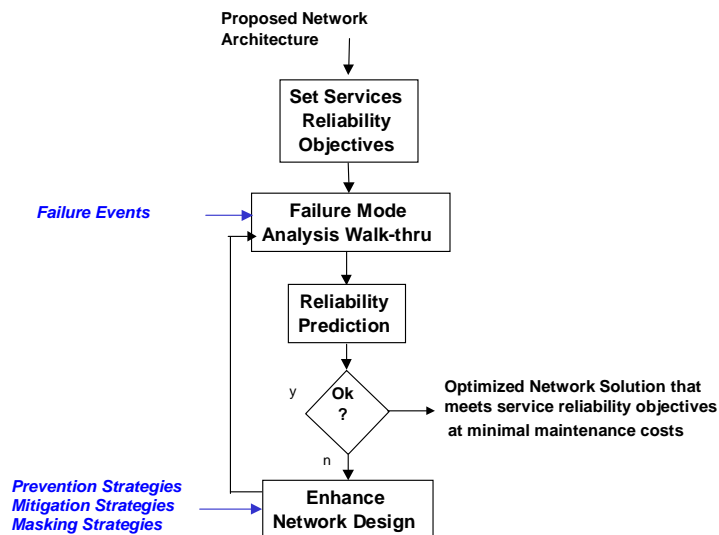 Proposed Network
Architecture
Set Services
Reliability
Objectives
Failure Events
Failure Mode
Analysis Walk-thru
Reliability
Prediction
y
Ok
?
Optimized Network Solution that
meets service reliability objectives
at minimal maintenance costs
n
Prevention Strategies
Mitigation Strategies
Masking Strategies
Enhance
Network Design